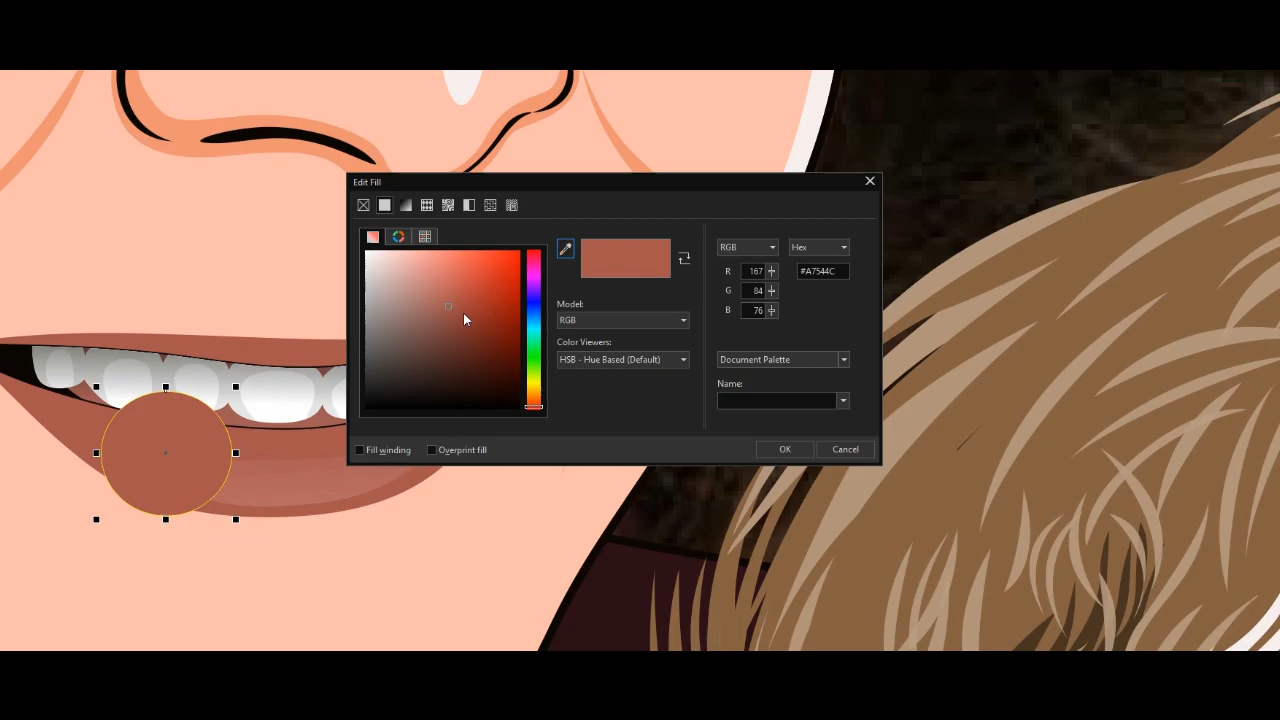 Edit Fill
RGB
Hex
R 167
#A7544C
G 84
B 76
Model:
RGB
Color Viewers:
HSB - Hue Based (Default)
Document Palette
Name:
Fill winding
Overprint fill
OK
Cancel